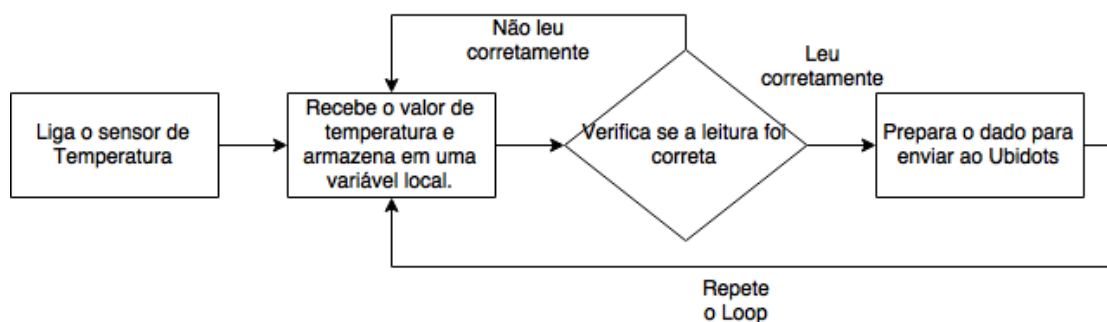 Liga o sensor de
Temperatura
Recebe o valor de
temperatura e
armazena em uma
variável local.
Não leu
corretamente
Verifica se a leitura foi
correta
Leu
corretamente
Prepara o dado para
enviar ao Ubidots
Repete
o Loop